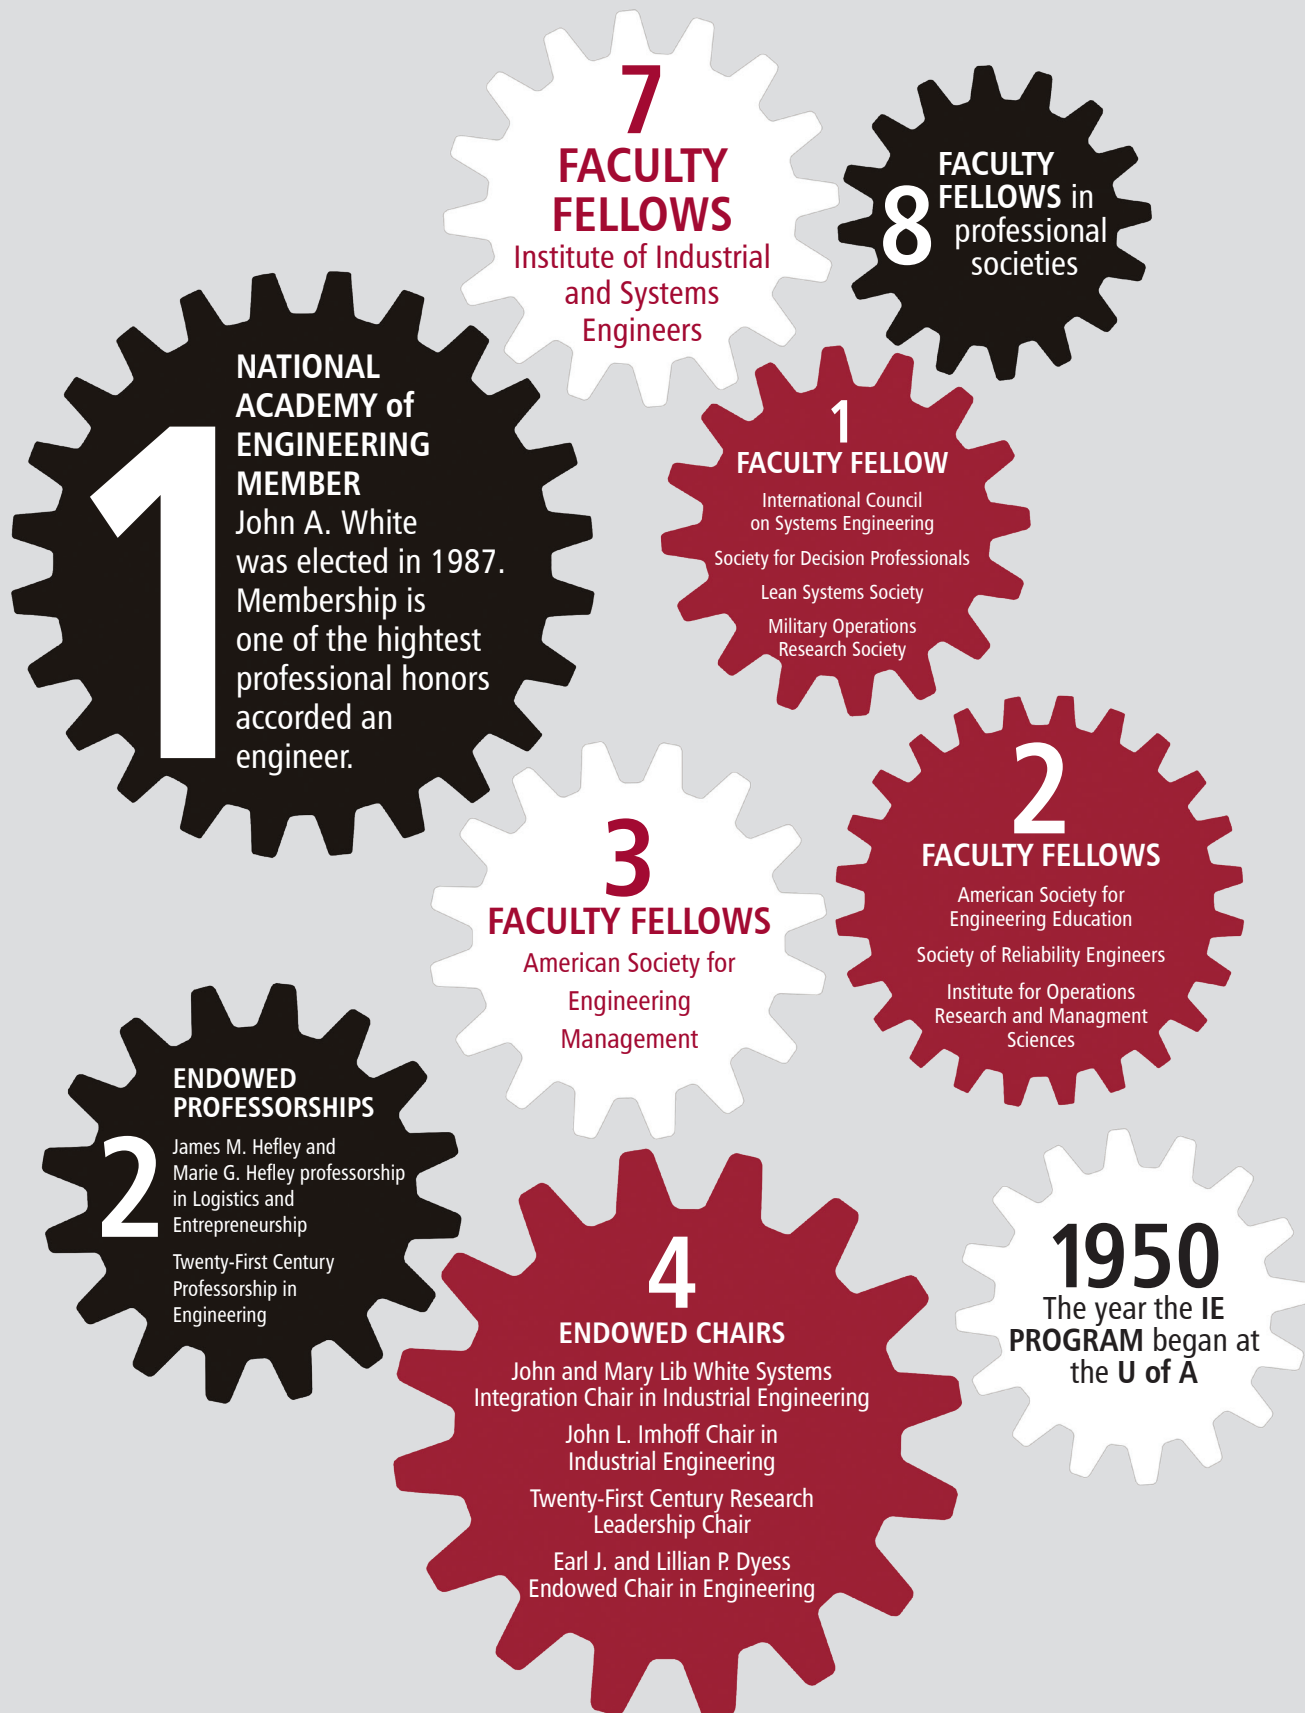 7
FACULTY
FELLOWS
Institute of Industrial
and Systems
Engineers
8
FACULTY
FELLOWS in
professional
societies
1
NATIONAL
ACADEMY of
ENGINEERING
MEMBER
John A. White
was elected in 1987.
Membership is
one of the hightest
professional honors
accorded an
engineer.
1
FACULTY FELLOW
International Council
on Systems Engineering
Society for Decision Professionals
Lean Systems Society
Military Operations
Research Society
2
FACULTY FELLOWS
American Society for
Engineering Education
Society of Reliability Engineers
Institute for Operations
Research and Managment
Sciences
3
FACULTY FELLOWS
American Society for
Engineering
Management
2
ENDOWED
PROFESSORSHIPS
James M. Hefley and
Marie G. Hefley professorship
in Logistics and
Entrepreneurship
Twenty-First Century
Professorship in
Engineering
4
ENDOWED CHAIRS
John and Mary Lib White Systems
Integration Chair in Industrial Engineering
John L. Imhoff Chair in
Industrial Engineering
Twenty-First Century Research
Leadership Chair
Earl J. and Lillian P. Dyess
Endowed Chair in Engineering
1950
The year the IE
PROGRAM began at
the U of A